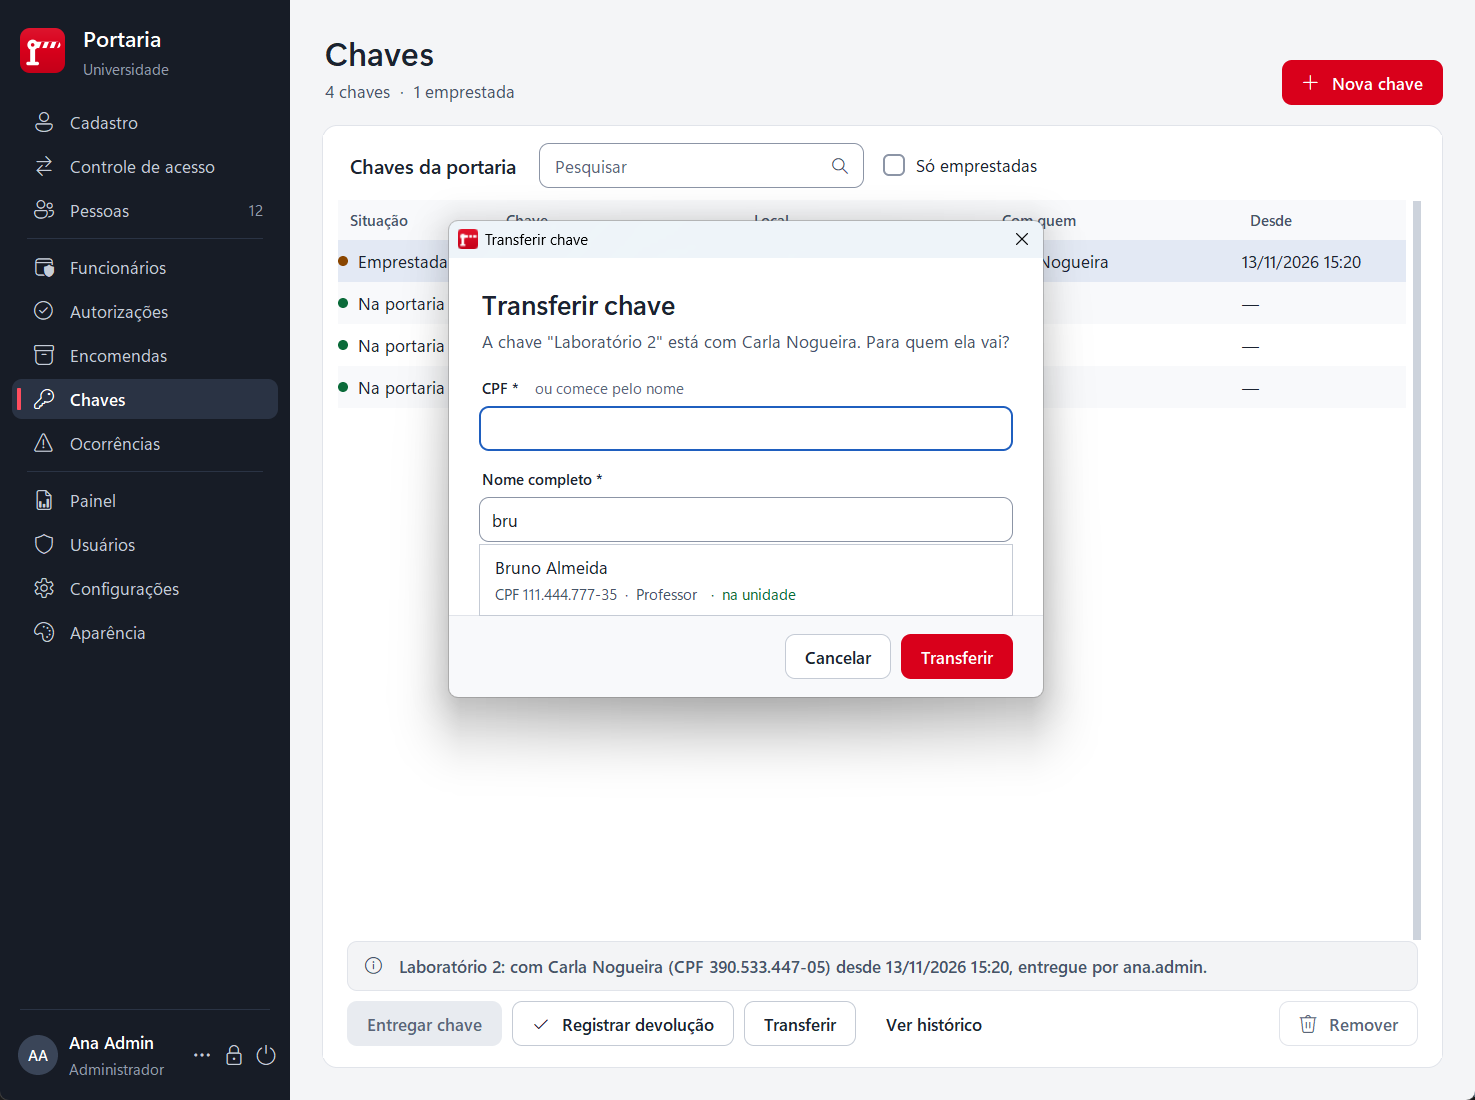 Portaria
Universidade
Cadastro
Controle de acesso
Pessoas 12
Funcionários
Autorizações
Encomendas
Chaves
Ocorrências
Painel
Usuários
Configurações
Aparência
AA
Ana Admin
Administrador
Chaves
4 chaves · 1 emprestada
Nova chave
Chaves da portaria
Pesquisar
Só emprestadas
Situação Chave Local Com quem Desde
Emprestada Nogueira 13/11/2026 15:20
Na portaria —
Na portaria —
Na portaria —
Transferir chave
Transferir chave
A chave "Laboratório 2" está com Carla Nogueira. Para quem ela vai?
CPF * ou comece pelo nome
Nome completo *
bru
Bruno Almeida
CPF 111.444.777-35 · Professor · na unidade
Cancelar
Transferir
Laboratório 2: com Carla Nogueira (CPF 390.533.447-05) desde 13/11/2026 15:20, entregue por ana.admin.
Entregar chave
Registrar devolução
Transferir
Ver histórico
Remover